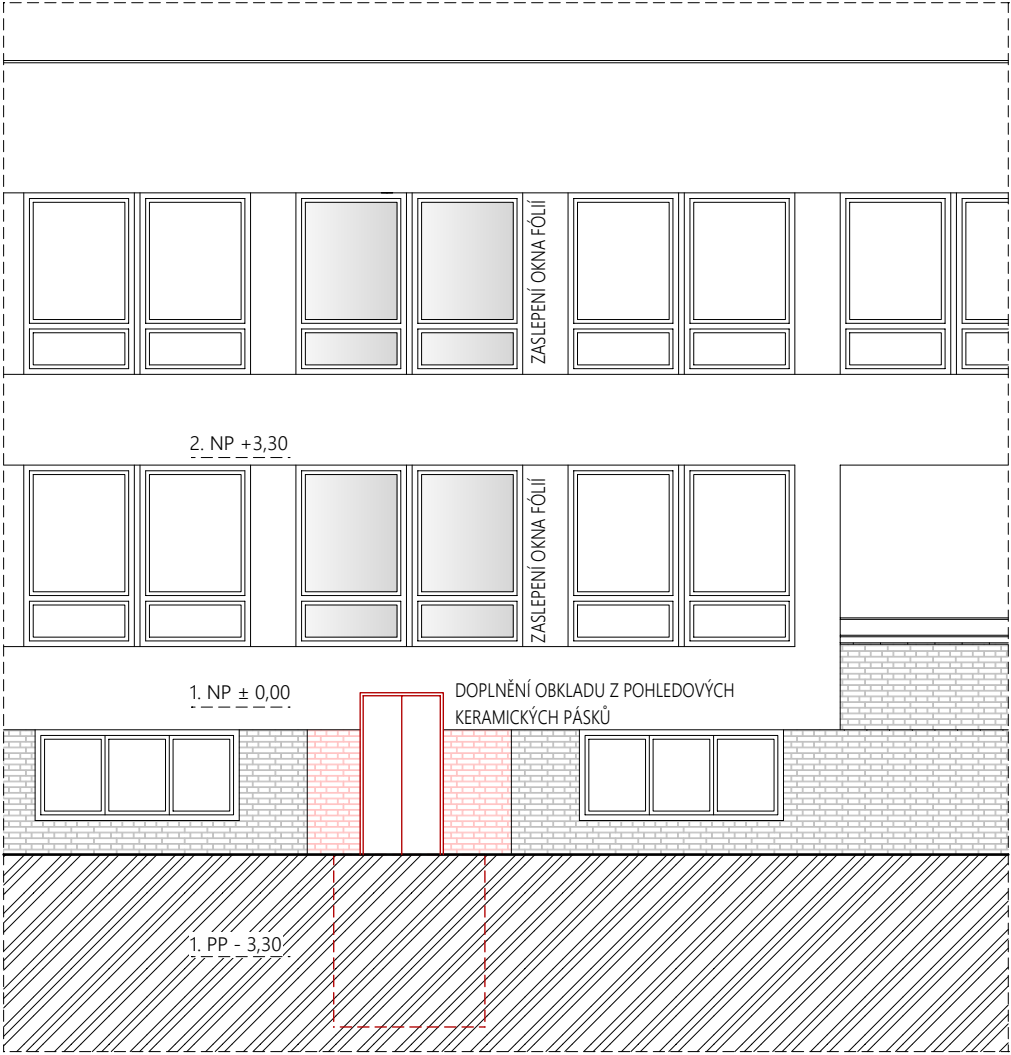 ZASLEPENÍ OKNA FÓLIÍ
2. NP +3,30
ZASLEPENÍ OKNA FÓLIÍ
1. NP ± 0,00
DOPLNĚNÍ OBKLADU Z POHLEDOVÝCH
KERAMICKÝCH PÁSKŮ
1. PP - 3,30